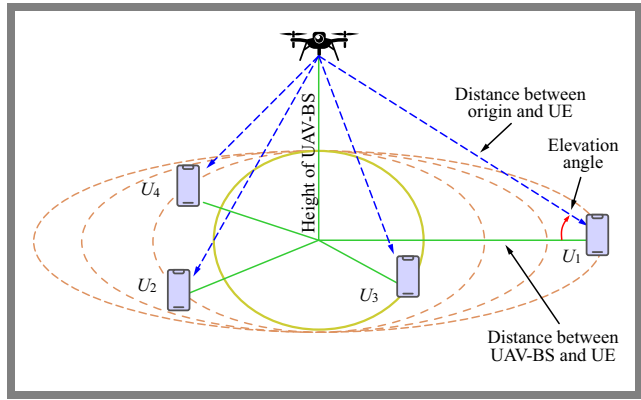 Height of UAV-BS
Distance between
origin and UE
Elevation
angle
U4
U1
U2
U3
Distance between
UAV-BS and UE